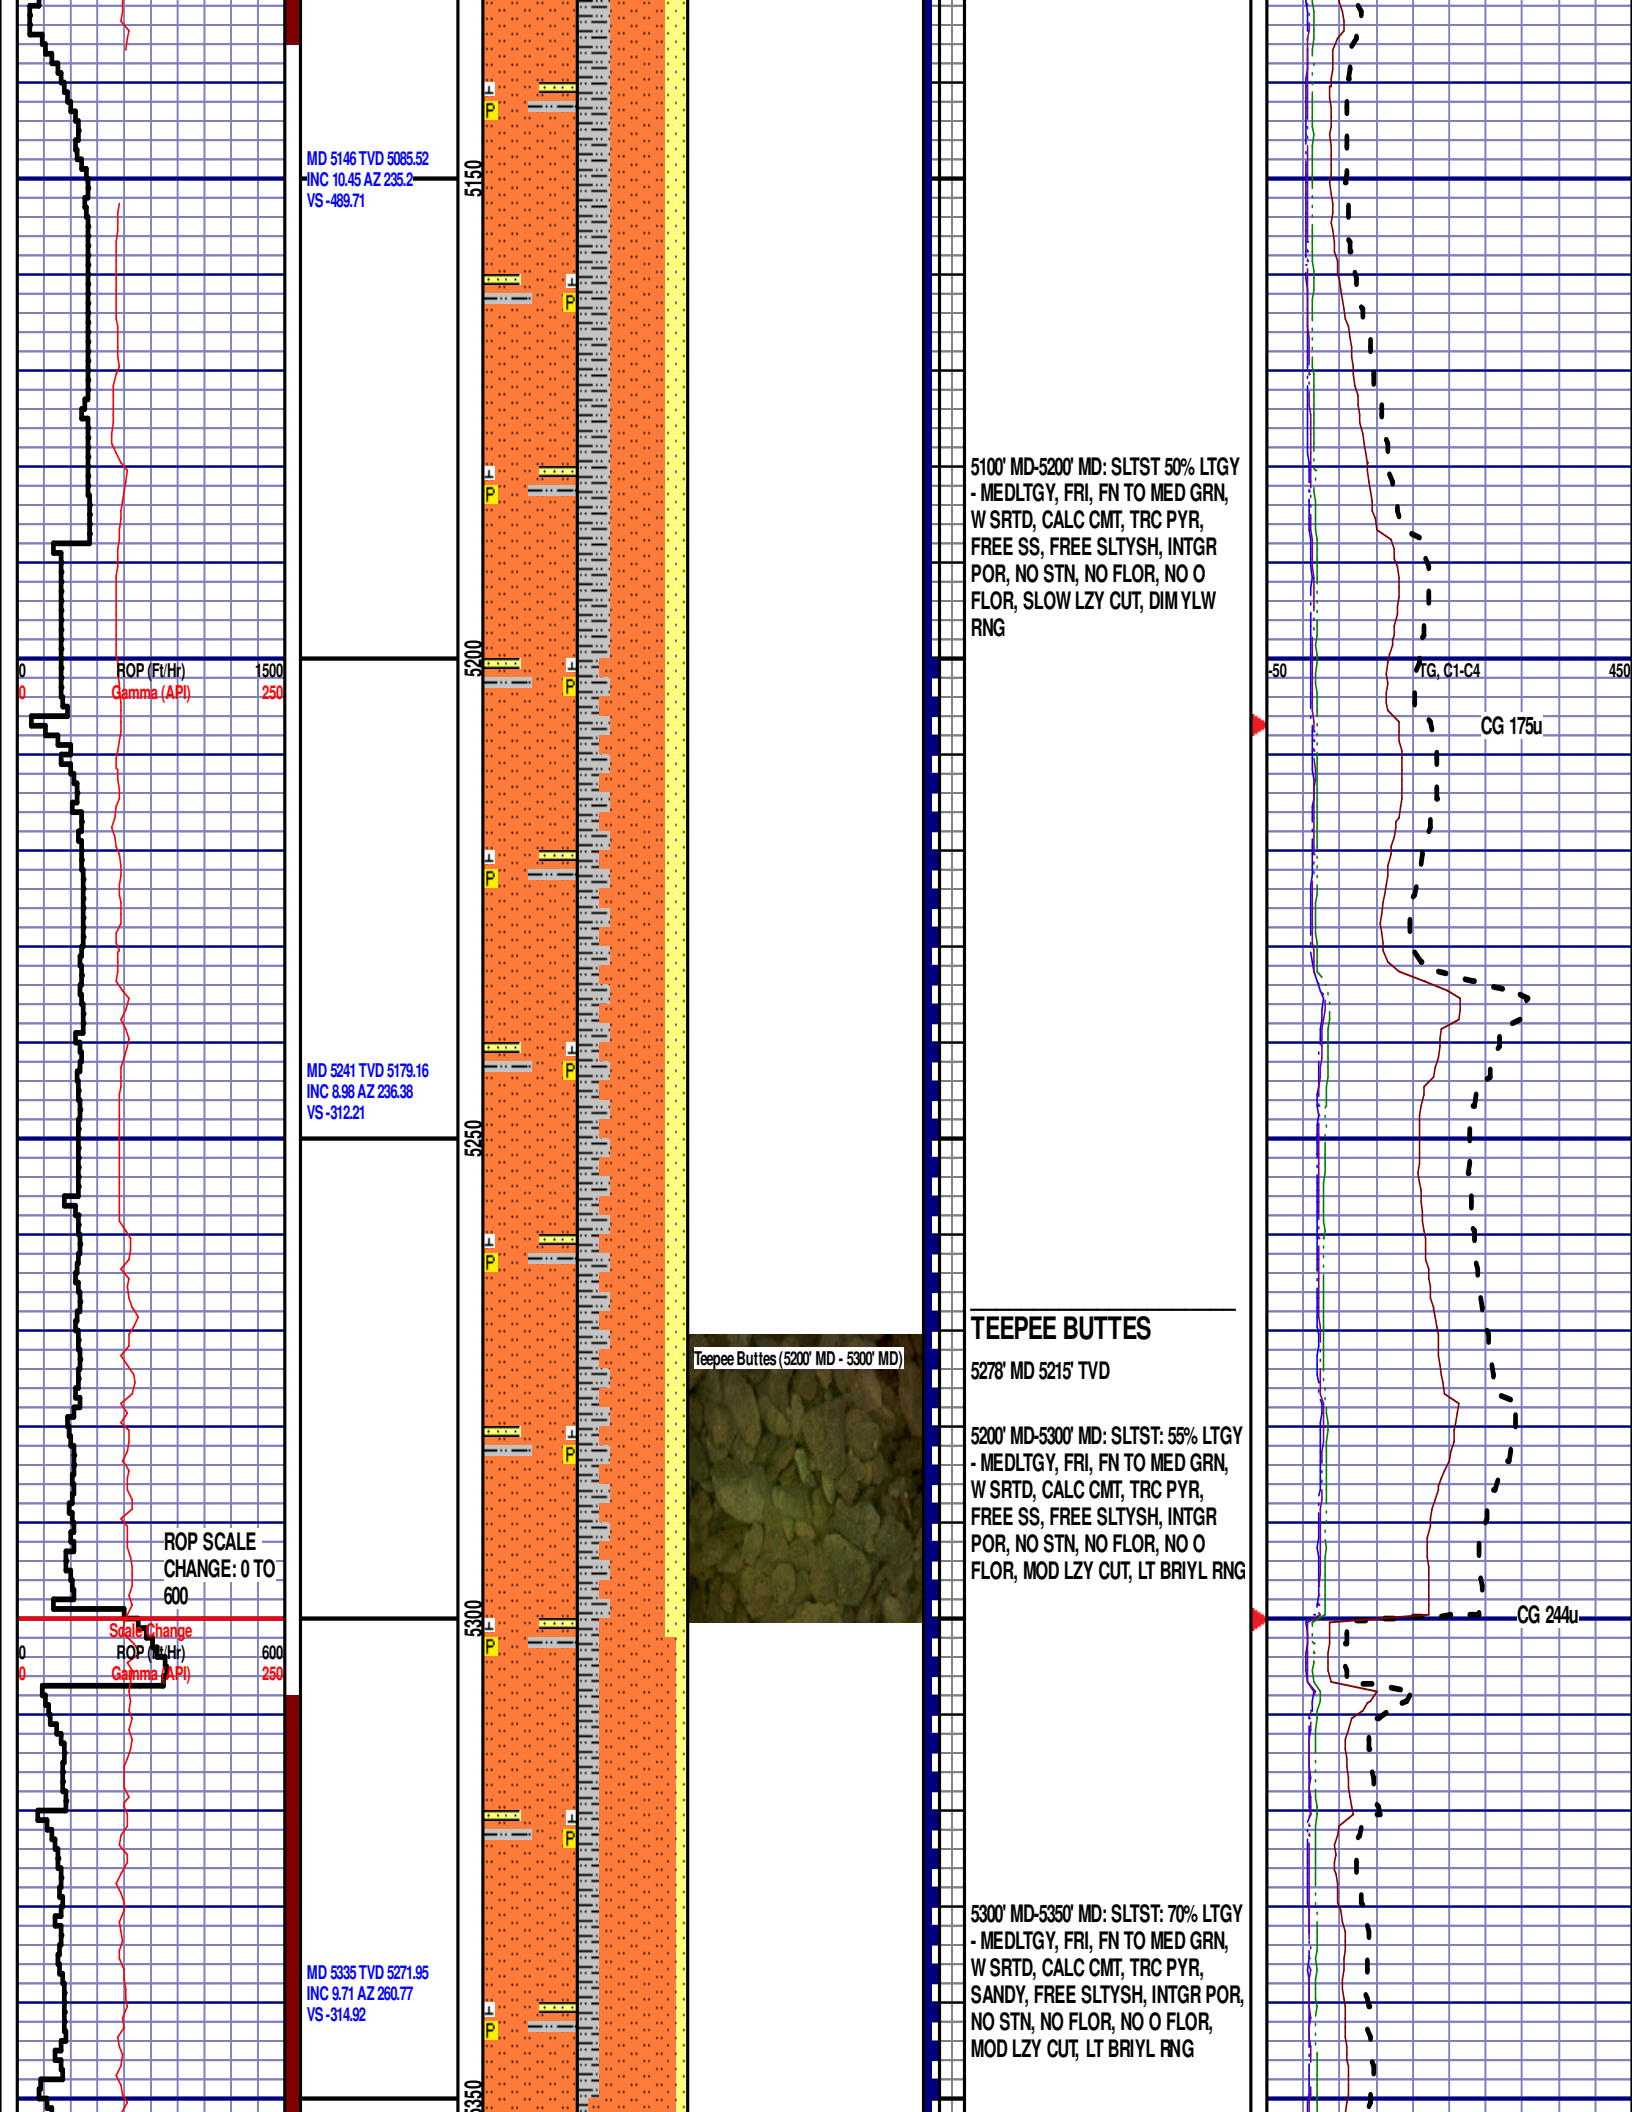 MD 5146 TVD 5085.52
INC 10.45 AZ 235.2
VS -489.71
5150
5100' MD-5200' MD: SLTST 50% LTGY
- MEDLTGY, FRI, FN TO MED GRN,
W SRTD, CALC CMT, TRC PYR,
FREE SS, FREE SLTYSH, INTGR
POR, NO STN, NO FLOR, NO O
FLOR, SLOW LZY CUT, DIM YLW
RNG
5200
0 ROP (Ft/Hr) 1500
0 Gamma (API) 250
-50 TG, C1-C4 450
CG 175u
MD 5241 TVD 5179.16
INC 8.98 AZ 236.38
VS -312.21
5250
TEEPEE BUTTES
5278' MD 5215' TVD
Teepee Buttes (5200' MD - 5300' MD)
5200' MD-5300' MD: SLTST: 55% LTGY
- MEDLTGY, FRI, FN TO MED GRN,
W SRTD, CALC CMT, TRC PYR,
FREE SS, FREE SLTYSH, INTGR
POR, NO STN, NO FLOR, NO O
FLOR, MOD LZY CUT, LT BRIYL RNG
ROP SCALE
CHANGE: 0 TO
600
5300
CG 244u
Scale Change
0 ROP (Ft/Hr) 600
0 Gamma (API) 250
5300' MD-5350' MD: SLTST: 70% LTGY
- MEDLTGY, FRI, FN TO MED GRN,
W SRTD, CALC CMT, TRC PYR,
SANDY, FREE SLTYSH, INTGR POR,
NO STN, NO FLOR, NO O FLOR,
MOD LZY CUT, LT BRIYL RNG
MD 5335 TVD 5271.95
INC 9.71 AZ 260.77
VS -314.92
5350
P
P
P
P
P
P
P
P
P
P
P